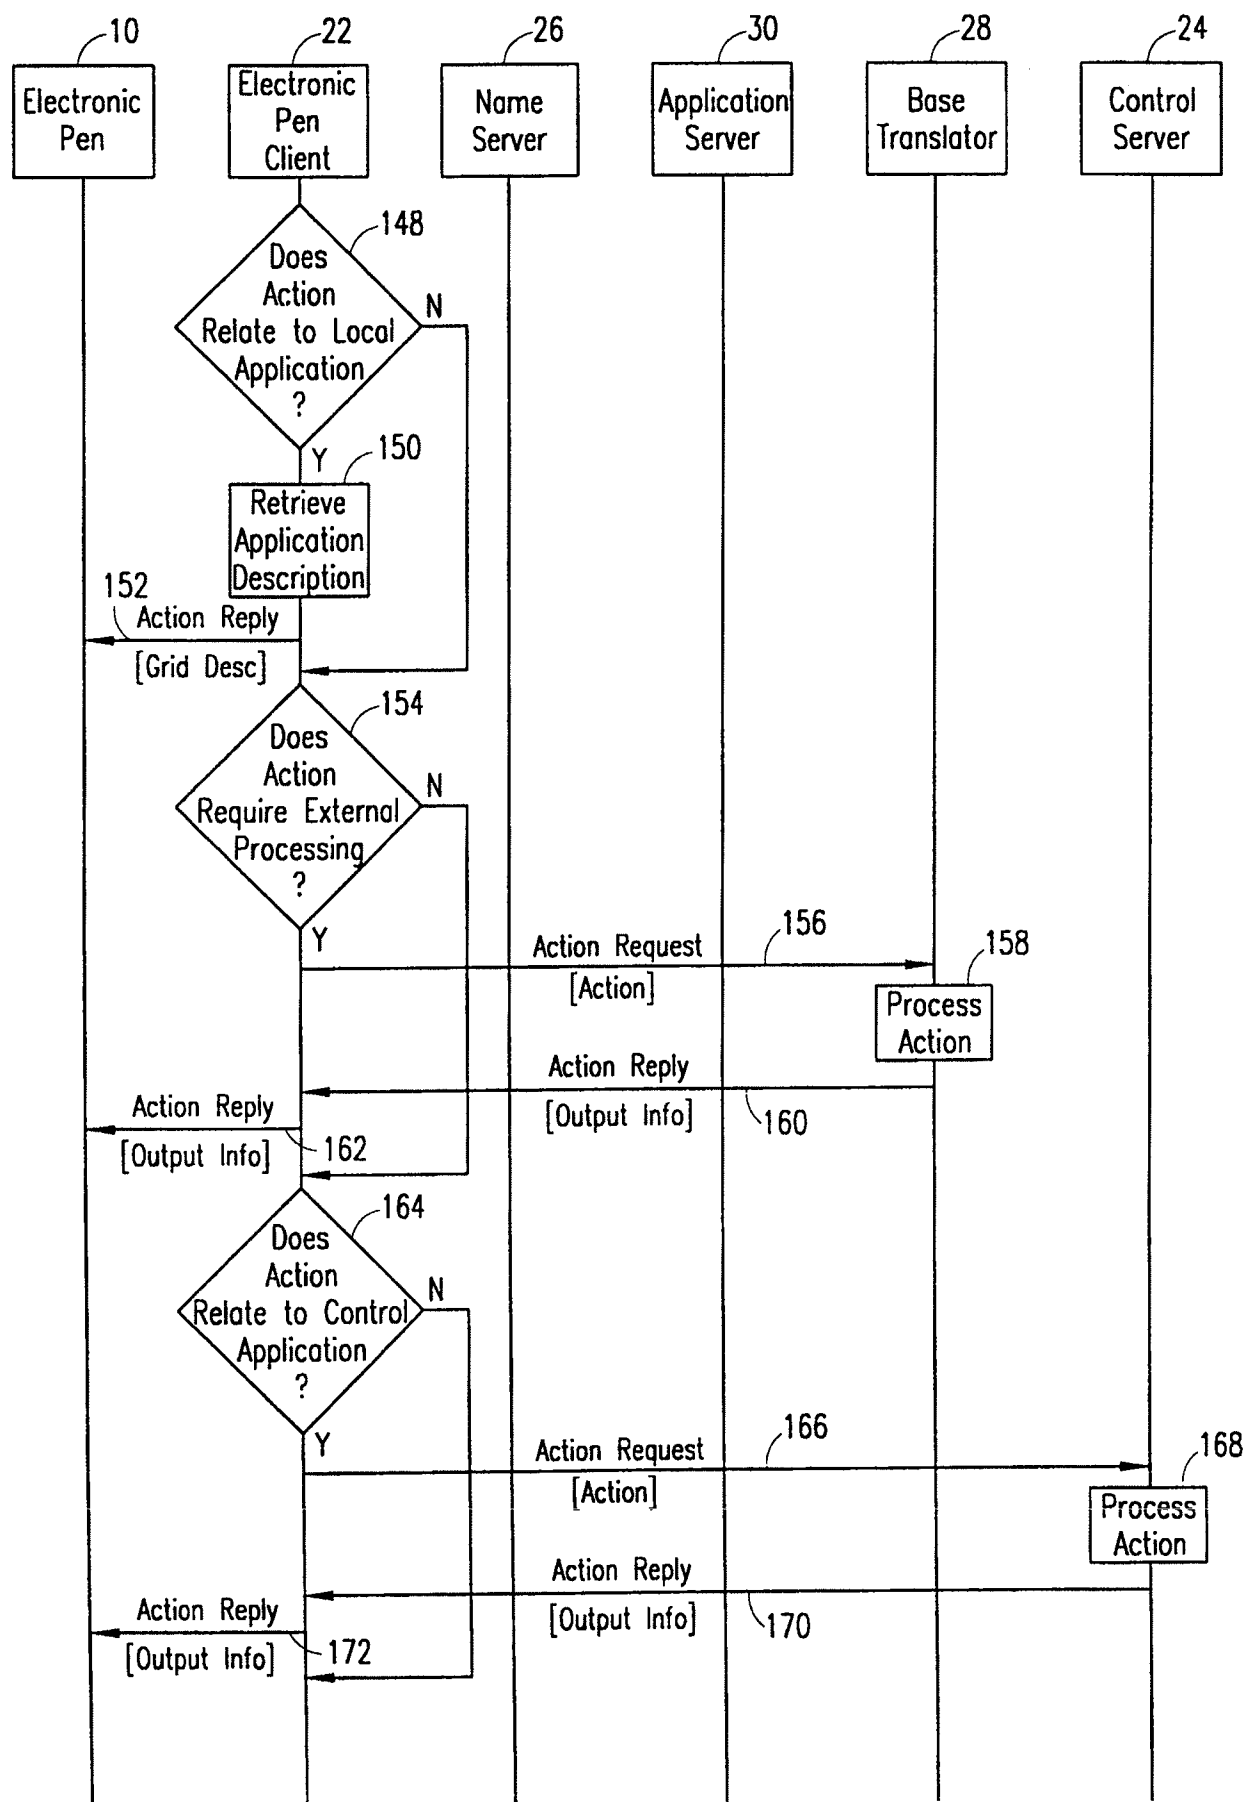 10
22
26
30
28
24
Electronic
Pen
Electronic
Pen
Client
Name
Server
Application
Server
Base
Translator
Control
Server
148
Does
Action
Relate to Local
Application
?
N
Y
150
Retrieve
Application
Description
152
Action Reply
[Grid Desc]
154
Does
Action
Require External
Processing
?
N
Y
Action Request
[Action]
156
158
Process
Action
Action Reply
[Output Info]
160
Action Reply
[Output Info]
162
164
Does
Action
Relate to Control
Application
?
N
Y
Action Request
[Action]
166
168
Process
Action
Action Reply
[Output Info]
170
Action Reply
[Output Info]
172